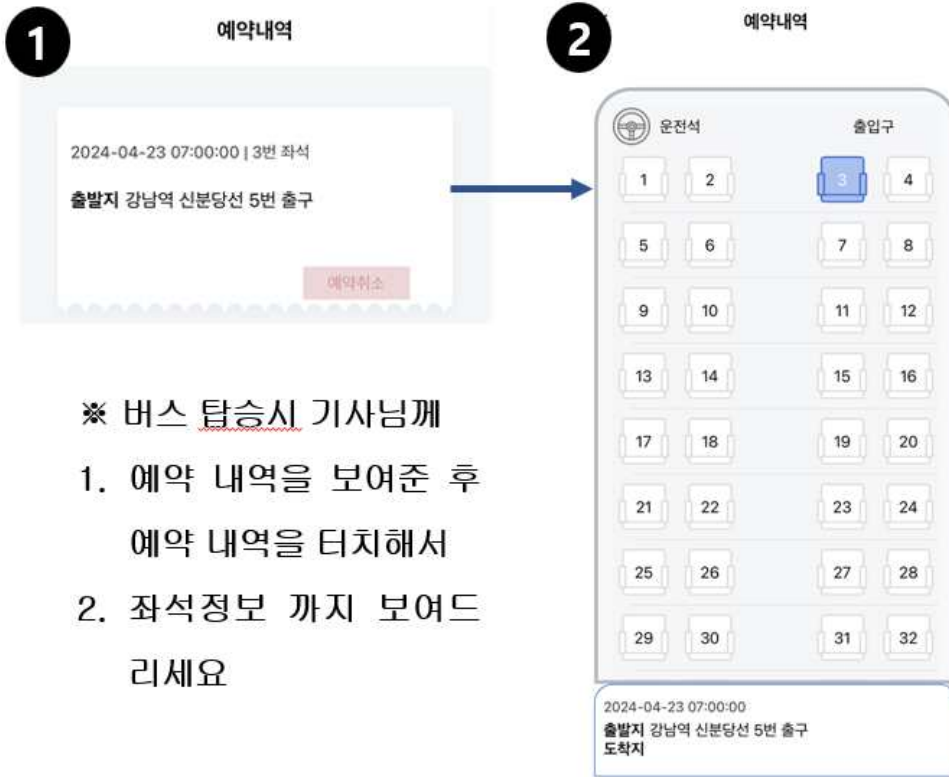 1
예약내역
2024-04-23 07:00:00 | 3번 좌석
출발지 강남역 신분당선 5번 출구
예약취소
※ 버스 탑승시 기사님께
1. 예약 내역을 보여준 후
예약 내역을 터치해서
2. 좌석정보 까지 보여드
리세요
2
예약내역
운전석 출입구
1 2 3 4
5 6 7 8
9 10 11 12
13 14 15 16
17 18 19 20
21 22 23 24
25 26 27 28
29 30 31 32
2024-04-23 07:00:00
출발지 강남역 신분당선 5번 출구
도착지